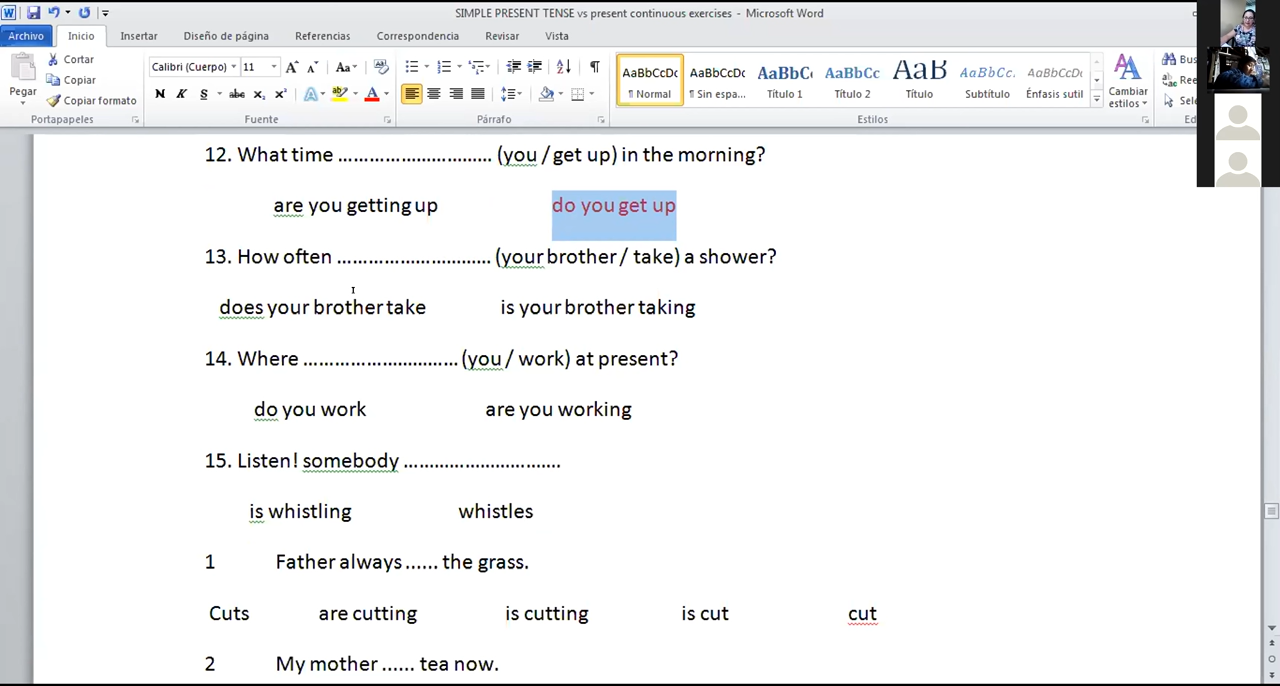 SIMPLE PRESENT TENSE vs present continuous exercises - Microsoft Word
Archivo Inicio Insertar Diseño de página Referencias Correspondencia Revisar Vista
Pegar
Cortar
Copiar
Copiar formato
Portapapeles
Calibri (Cuerpo) 11
Fuente
Párrafo
AaBbCcDc AaBbCcDc AaBbC AaBbCc AaB AaBbCc. AaBbCcDc
¶ Normal ¶ Sin espa... Título 1 Título 2 Título Subtítulo Énfasis sutil
Cambiar estilos
Estilos
12. What time ................................ (you / get up) in the morning?
are you getting up do you get up
13. How often ................................ (your brother / take) a shower?
does your brother take is your brother taking
14. Where ................................ (you / work) at present?
do you work are you working
15. Listen! somebody ................................
is whistling whistles
1 Father always ...... the grass.
Cuts are cutting is cutting is cut cut
2 My mother ...... tea now.